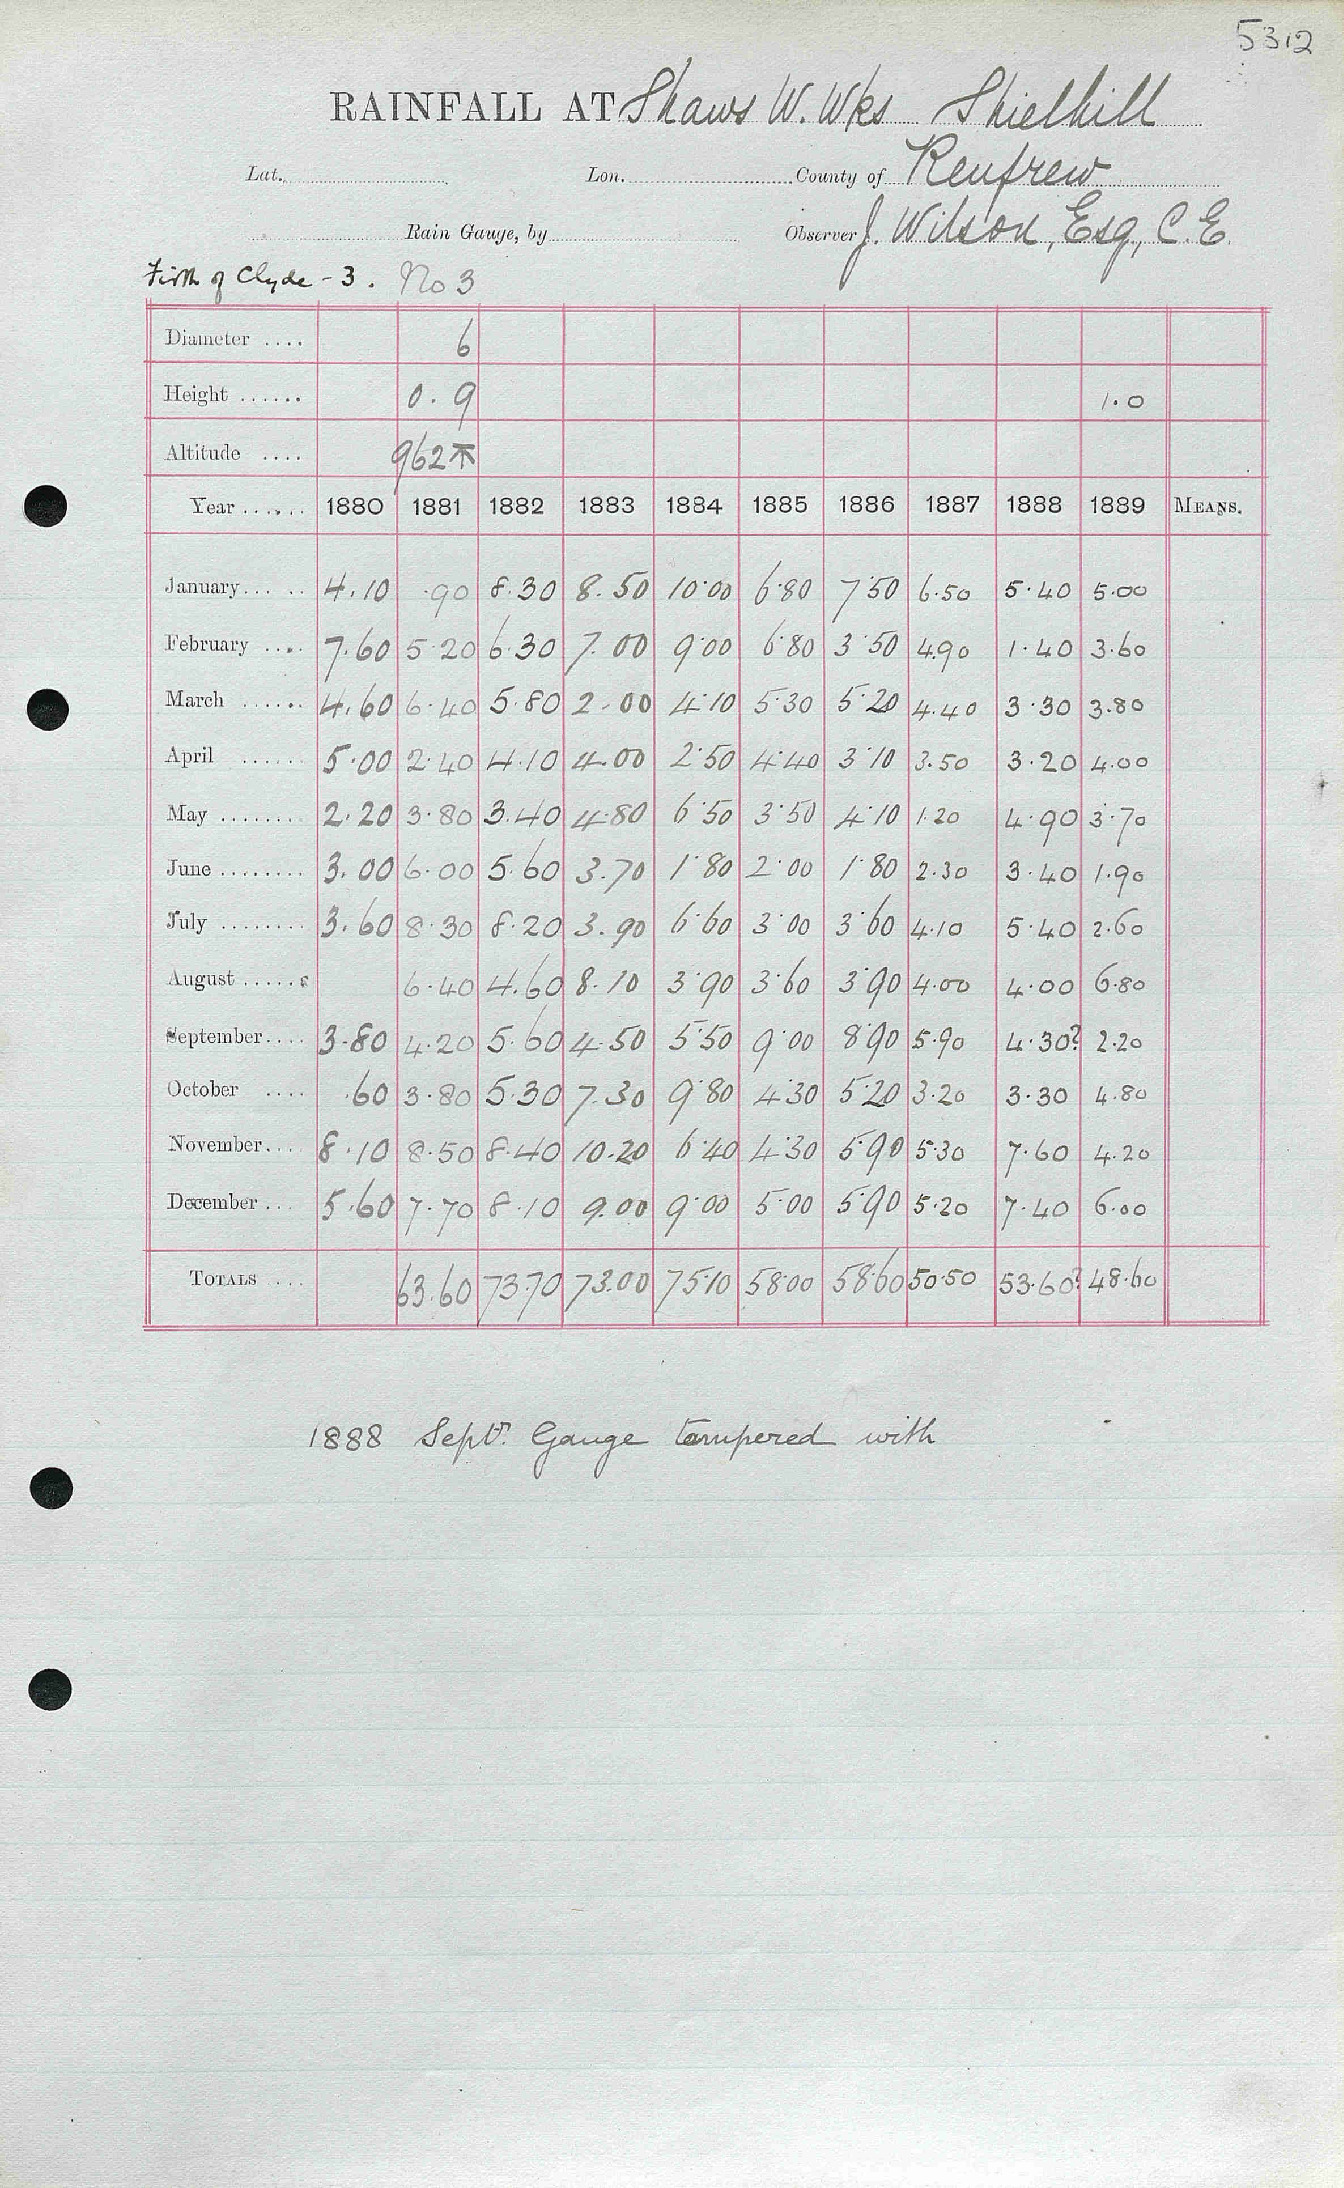 5312
RAINFALL AT Shaws W. Wks Shielhill
Lat. Lon. County of Renfrew
Rain Gauge, by Observer J. Wilson, Esq, C.E
Firth of Clyde - 3. No 3
Diameter .... 6
Height ...... 0.9 1.0
Altitude .... 962
Year ...... 1880 1881 1882 1883 1884 1885 1886 1887 1888 1889 MEANS.
January... .. 4.10 .90 8.30 8.50 10.00 6.80 7.50 6.50 5.40 5.00
February .... 7.60 5.20 6.30 7.00 9.00 6.80 3.50 4.90 1.40 3.60
March ...... 4.60 6.40 5.80 2.00 4.10 5.30 5.20 4.40 3.30 3.80
April ...... 5.00 2.40 4.10 4.00 2.50 4.40 3.10 3.50 3.20 4.00
May ........ 2.20 3.80 3.40 4.80 6.50 3.50 4.10 1.20 4.90 3.70
June ........ 3.00 6.00 5.60 3.70 1.80 2.00 1.80 2.30 3.40 1.90
July ........ 3.60 8.30 8.20 3.90 6.60 3.00 3.60 4.10 5.40 2.60
August ...... 6.40 4.60 8.10 3.90 3.60 3.90 4.00 4.00 6.80
September.... 3.80 4.20 5.60 4.50 5.50 9.00 8.90 5.90 4.30? 2.20
October .... .60 3.80 5.30 7.30 9.80 4.30 5.20 3.20 3.30 4.80
November.... 8.10 8.50 8.40 10.20 6.40 4.30 5.90 5.30 7.60 4.20
December ... 5.60 7.70 8.10 9.00 9.00 5.00 5.90 5.20 7.40 6.00
TOTALS ... 63.60 73.70 73.00 75.10 58.00 58.60 50.50 53.60? 48.60
1888 Septr. Gauge tampered with